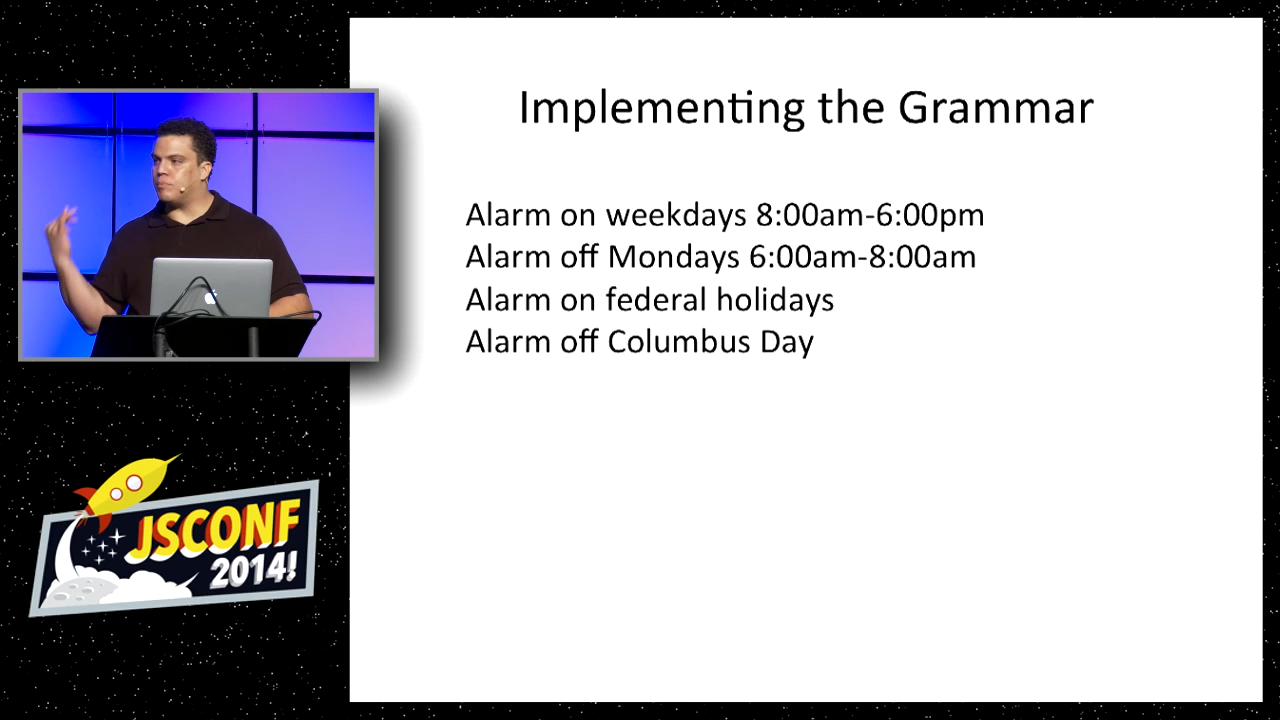 Implementing the Grammar
Alarm on weekdays 8:00am-6:00pm
Alarm off Mondays 6:00am-8:00am
Alarm on federal holidays
Alarm off Columbus Day
JSCONF
2014!